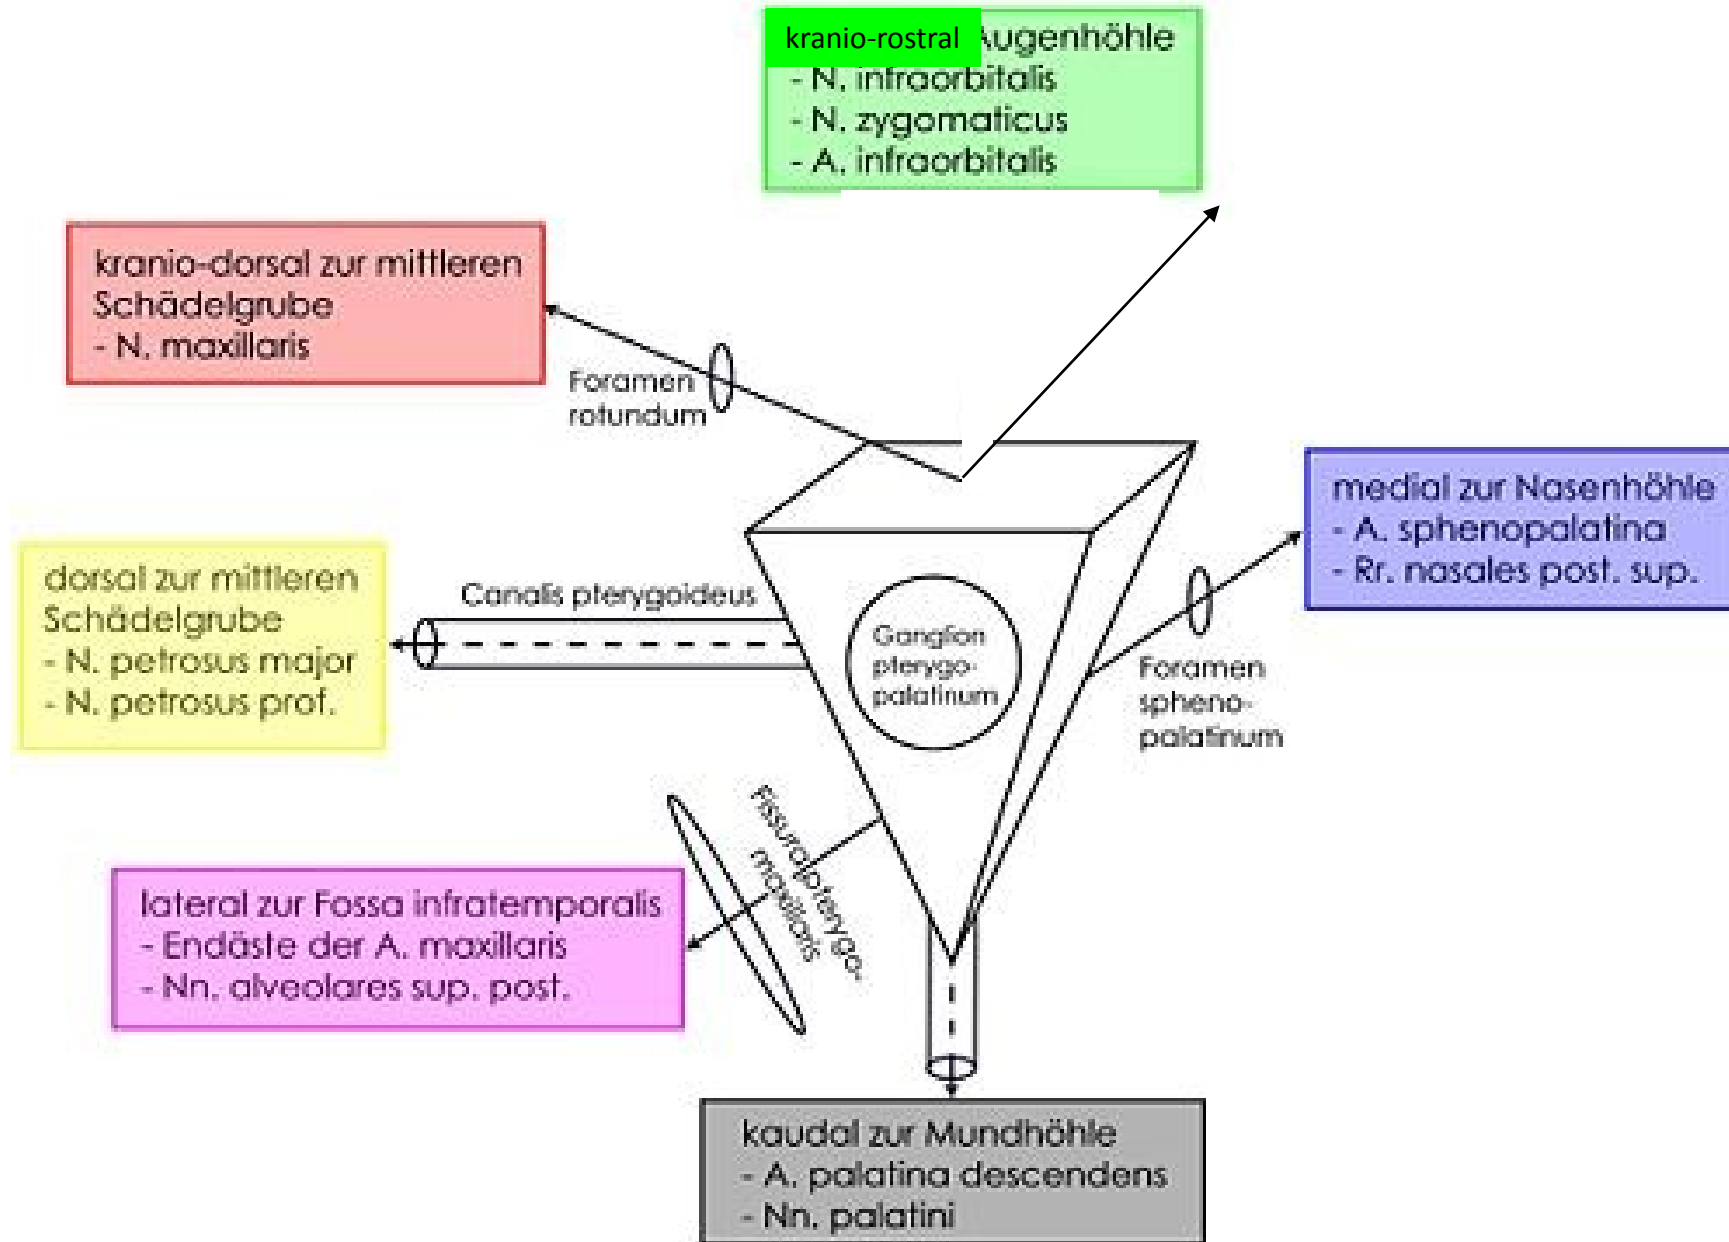 kranio-rostral Augenhöhle
- N. infraorbitalis
- N. zygomaticus
- A. infraorbitalis
kranio-dorsal zur mittleren
Schädelgrube
- N. maxillaris
Foramen
rotundum
medial zur Nasenhöhle
- A. sphenopalatina
- Rr. nasales post. sup.
dorsal zur mittleren
Schädelgrube
- N. petrosus major
- N. petrosus prof.
Canalis pterygoideus
Ganglion
pterygo-
palatinum
Foramen
spheno-
palatinum
Fissurapterygo-
maxillaris
lateral zur Fossa infratemporalis
- Endäste der A. maxillaris
- Nn. alveolares sup. post.
kaudal zur Mundhöhle
- A. palatina descendens
- Nn. palatini